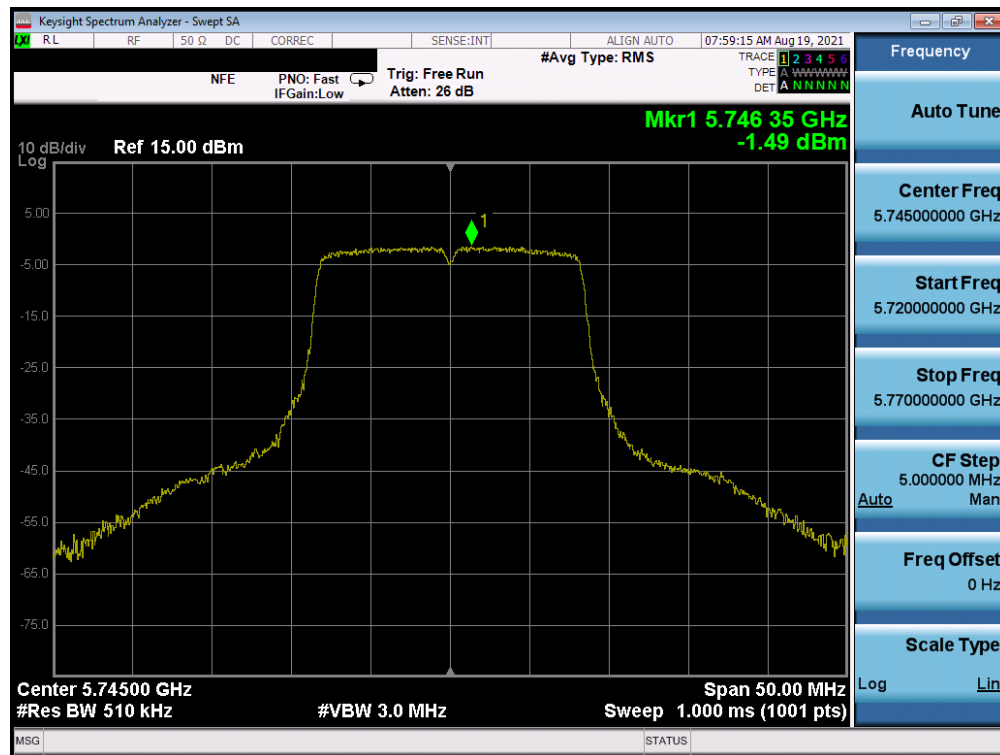 Keysight Spectrum Analyzer - Swept SA
LXI RL RF 50 Ω DC CORREC SENSE:INT ALIGN AUTO 07:59:15 AM Aug 19, 2021
NFE PNO: Fast IFGain:Low Trig: Free Run Atten: 26 dB #Avg Type: RMS
TRACE 1 2 3 4 5 6
TYPE A WWWWW
DET A N N N N N
Mkr1 5.746 35 GHz
-1.49 dBm
10 dB/div Ref 15.00 dBm
Log
1
5.00
-5.00
-15.0
-25.0
-35.0
-45.0
-55.0
-65.0
-75.0
Center 5.74500 GHz Span 50.00 MHz
#Res BW 510 kHz #VBW 3.0 MHz Sweep 1.000 ms (1001 pts)
MSG STATUS
Frequency
Auto Tune
Center Freq
5.745000000 GHz
Start Freq
5.720000000 GHz
Stop Freq
5.770000000 GHz
CF Step
5.000000 MHz
Auto Man
Freq Offset
0 Hz
Scale Type
Log Lin